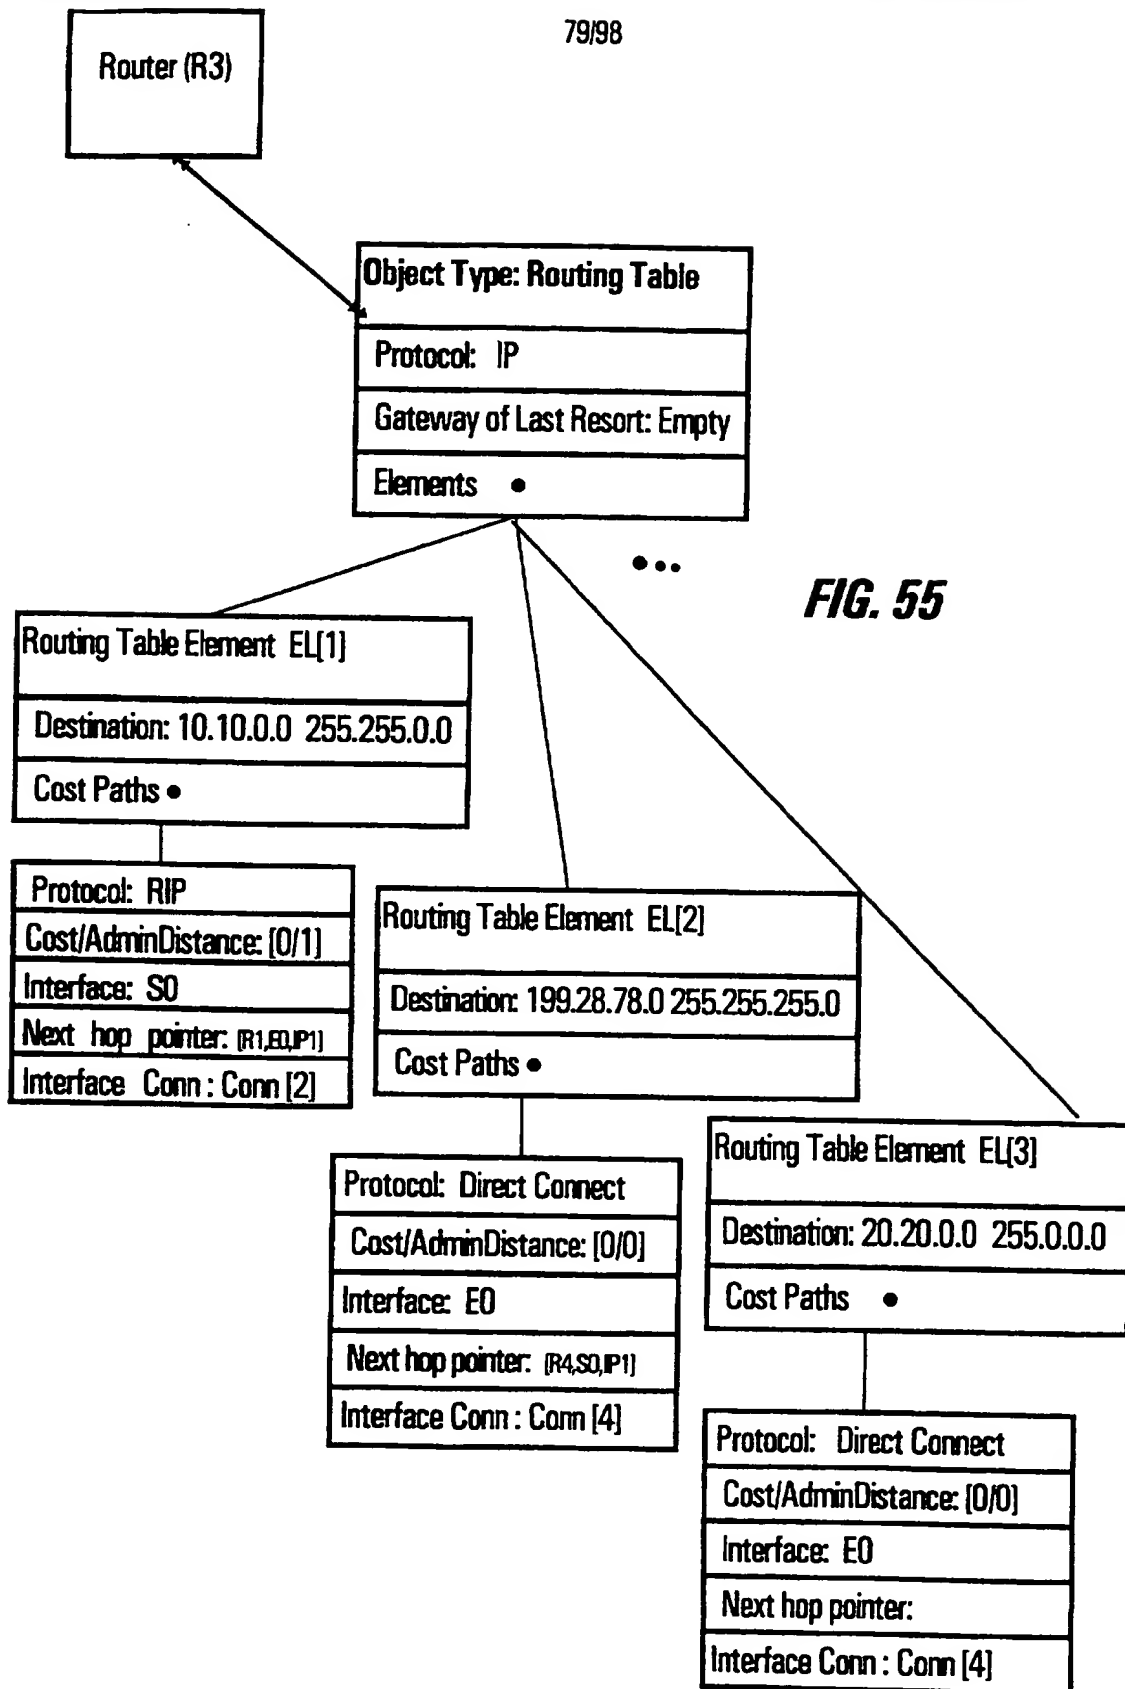 79/98
Router (R3)
Object Type: Routing Table
Protocol: IP
Gateway of Last Resort: Empty
Elements
FIG. 55
Routing Table Element EL[1]
Destination: 10.10.0.0 255.255.0.0
Cost Paths
Protocol: RIP
Cost/AdminDistance: [0/1]
Interface: S0
Next hop pointer: [R1,E0,IP1]
Interface Conn : Conn [2]
Routing Table Element EL[2]
Destination: 199.28.78.0 255.255.255.0
Cost Paths
Protocol: Direct Connect
Cost/AdminDistance: [0/0]
Interface: E0
Next hop pointer: [R4,S0,IP1]
Interface Conn : Conn [4]
Routing Table Element EL[3]
Destination: 20.20.0.0 255.0.0.0
Cost Paths
Protocol: Direct Connect
Cost/AdminDistance: [0/0]
Interface: E0
Next hop pointer:
Interface Conn : Conn [4]